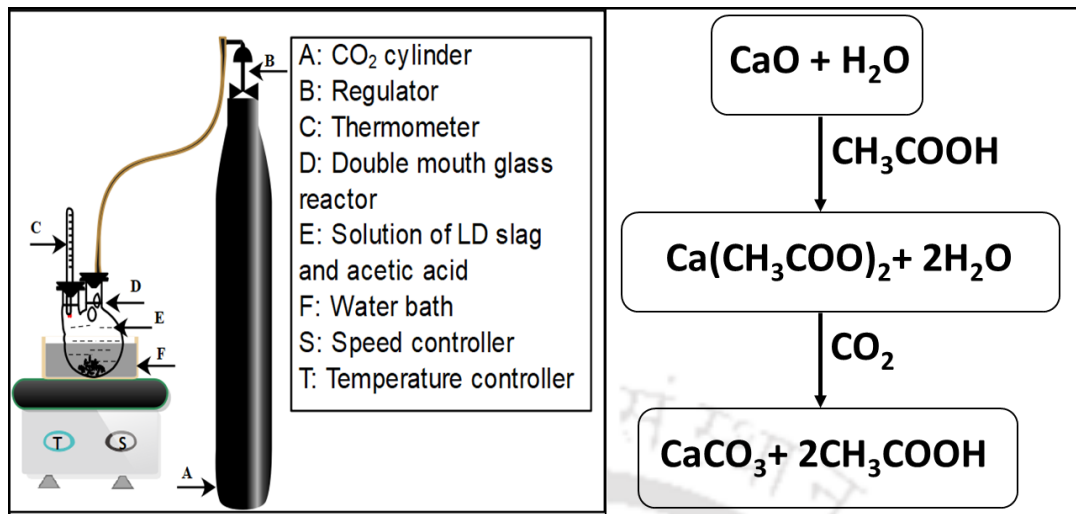 A: CO₂ cylinder
B: Regulator
C: Thermometer
D: Double mouth glass
reactor
E: Solution of LD slag
and acetic acid
F: Water bath
S: Speed controller
T: Temperature controller
B
C
D
E
F
T
S
A
CaO + H₂O
CH₃COOH
Ca(CH₃COO)₂+ 2H₂O
CO₂
CaCO₃+ 2CH₃COOH